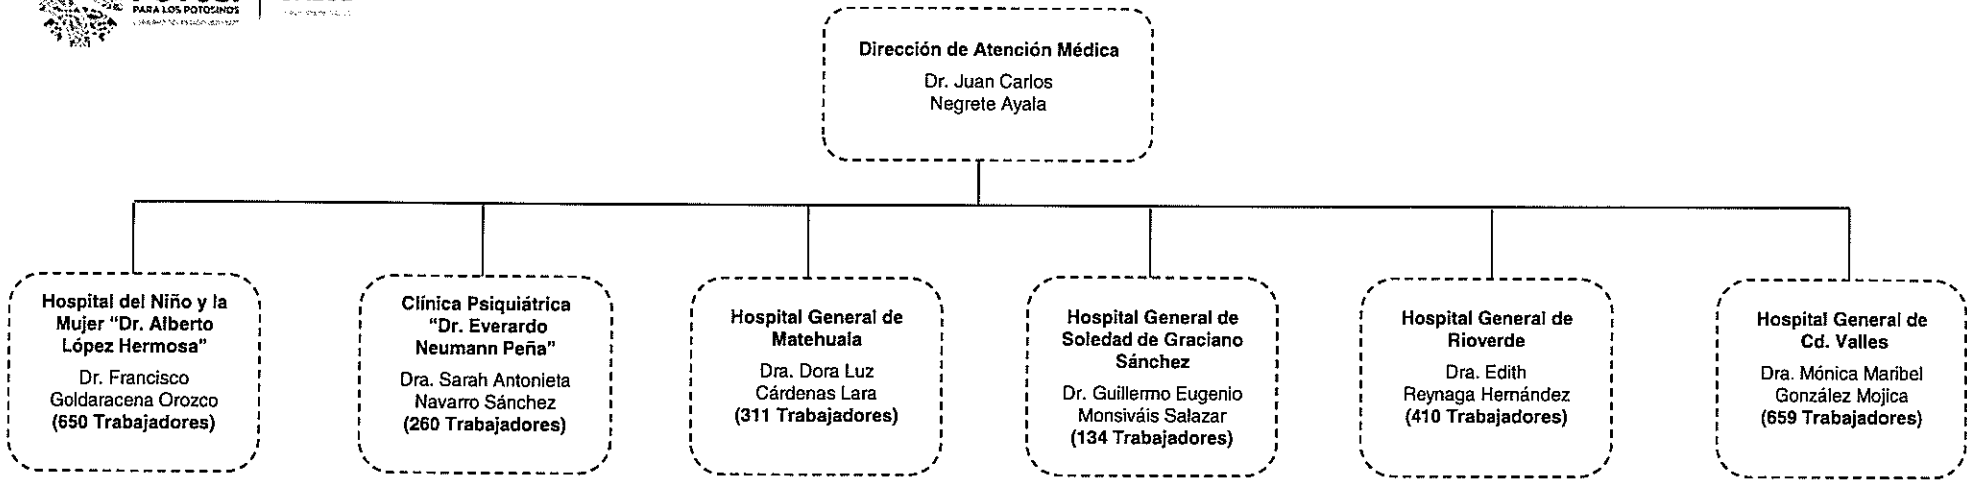 PARA LOS POTOSINOS
Dirección de Atención Médica
Dr. Juan Carlos
Negrete Ayala
Hospital del Niño y la
Mujer “Dr. Alberto
López Hermosa”
Dr. Francisco
Goldaracena Orozco
(650 Trabajadores)
Clínica Psiquiátrica
“Dr. Everardo
Neumann Peña”
Dra. Sarah Antonieta
Navarro Sánchez
(260 Trabajadores)
Hospital General de
Matehuala
Dra. Dora Luz
Cárdenas Lara
(311 Trabajadores)
Hospital General de
Soledad de Graciano
Sánchez
Dr. Guillermo Eugenio
Monsiváis Salazar
(134 Trabajadores)
Hospital General de
Rioverde
Dra. Edith
Reynaga Hernández
(410 Trabajadores)
Hospital General de
Cd. Valles
Dra. Mónica Maribel
González Mojica
(659 Trabajadores)